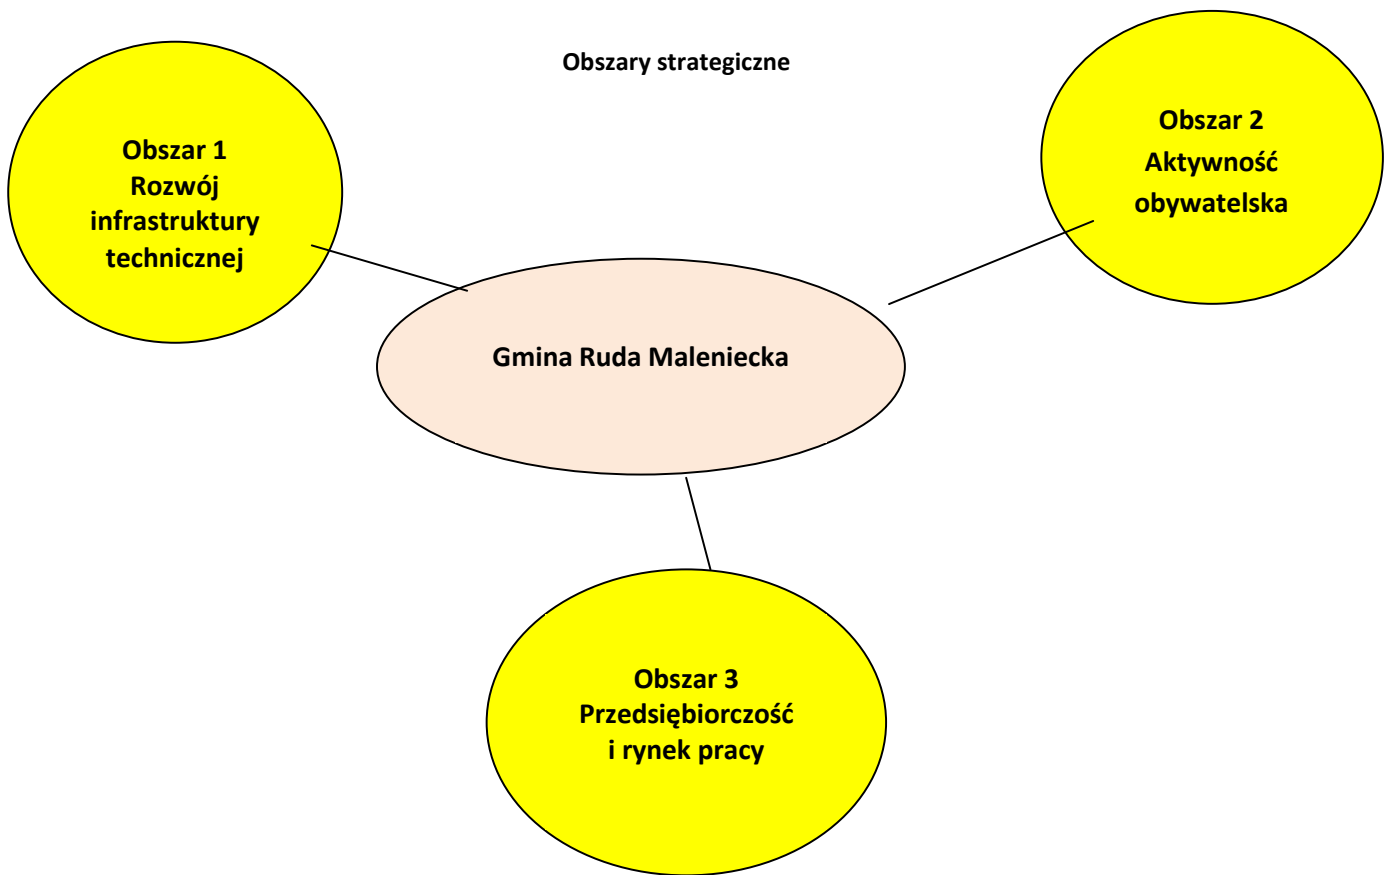 Obszary strategiczne
Obszar 1
Rozwój
infrastruktury
technicznej
Obszar 2
Aktywność
obywatelska
Gmina Ruda Maleniecka
Obszar 3
Przedsiębiorczość
i rynek pracy